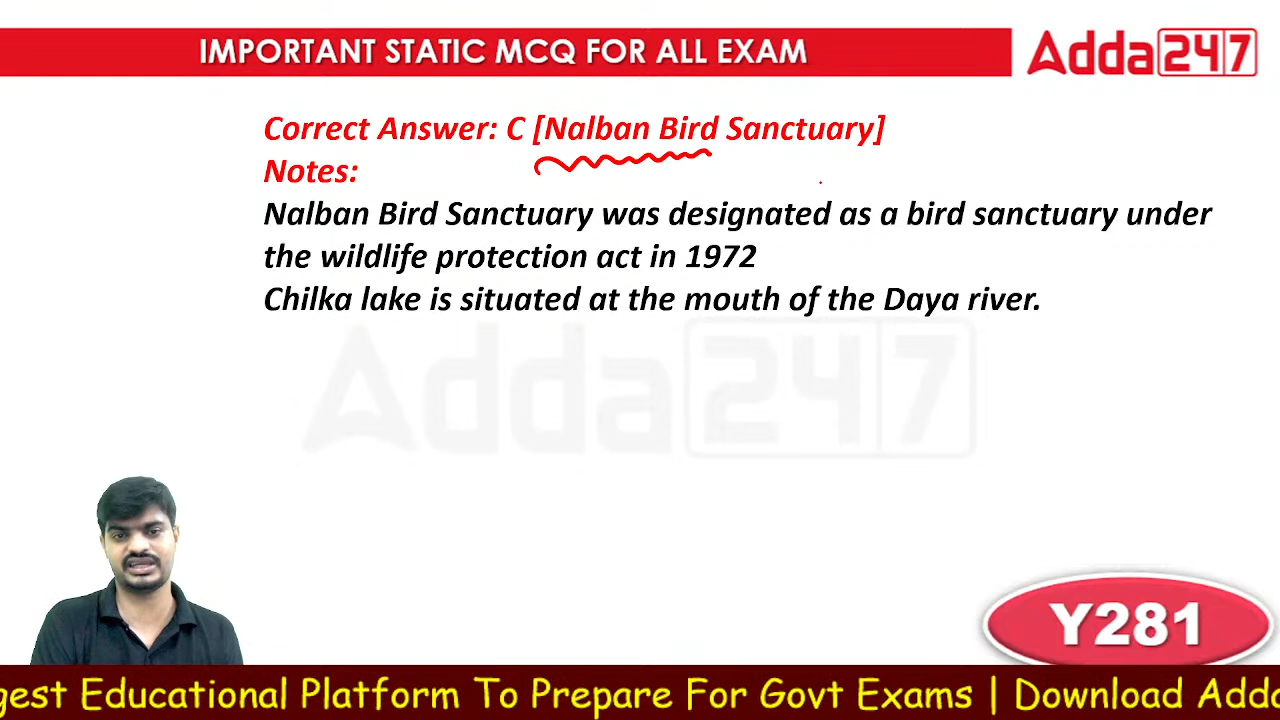 IMPORTANT STATIC MCQ FOR ALL EXAM
Adda247
Correct Answer: C [Nalban Bird Sanctuary]
Notes:
Nalban Bird Sanctuary was designated as a bird sanctuary under
the wildlife protection act in 1972
Chilka lake is situated at the mouth of the Daya river.
Adda247
Y281
gest Educational Platform To Prepare For Govt Exams | Download Adda